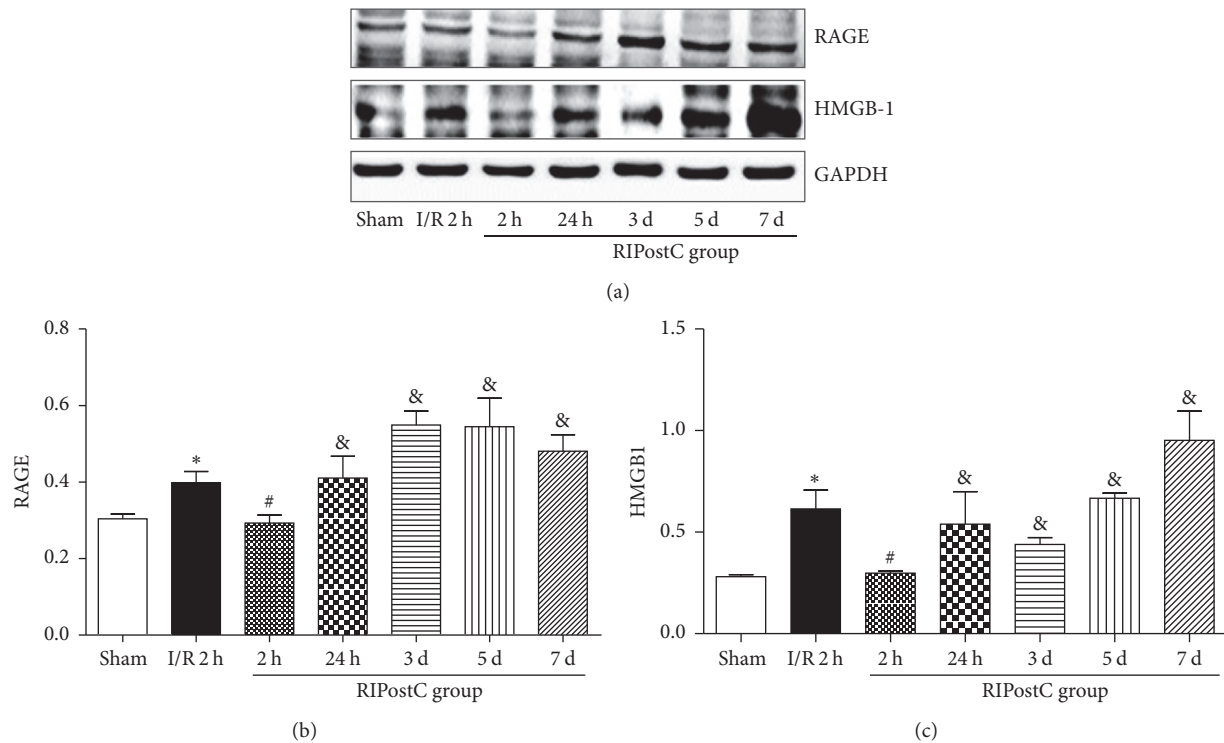 RAGE
HMGB-1
GAPDH
Sham I/R 2 h 2 h 24 h 3 d 5 d 7 d
RIPostC group
(a)
0.8
0.6
0.4
0.2
0.0
RAGE
* # & & & &
Sham I/R 2 h 2 h 24 h 3 d 5 d 7 d
RIPostC group
(b)
1.5
1.0
0.5
0.0
HMGB1
* # & & & &
Sham I/R 2 h 2 h 24 h 3 d 5 d 7 d
RIPostC group
(c)